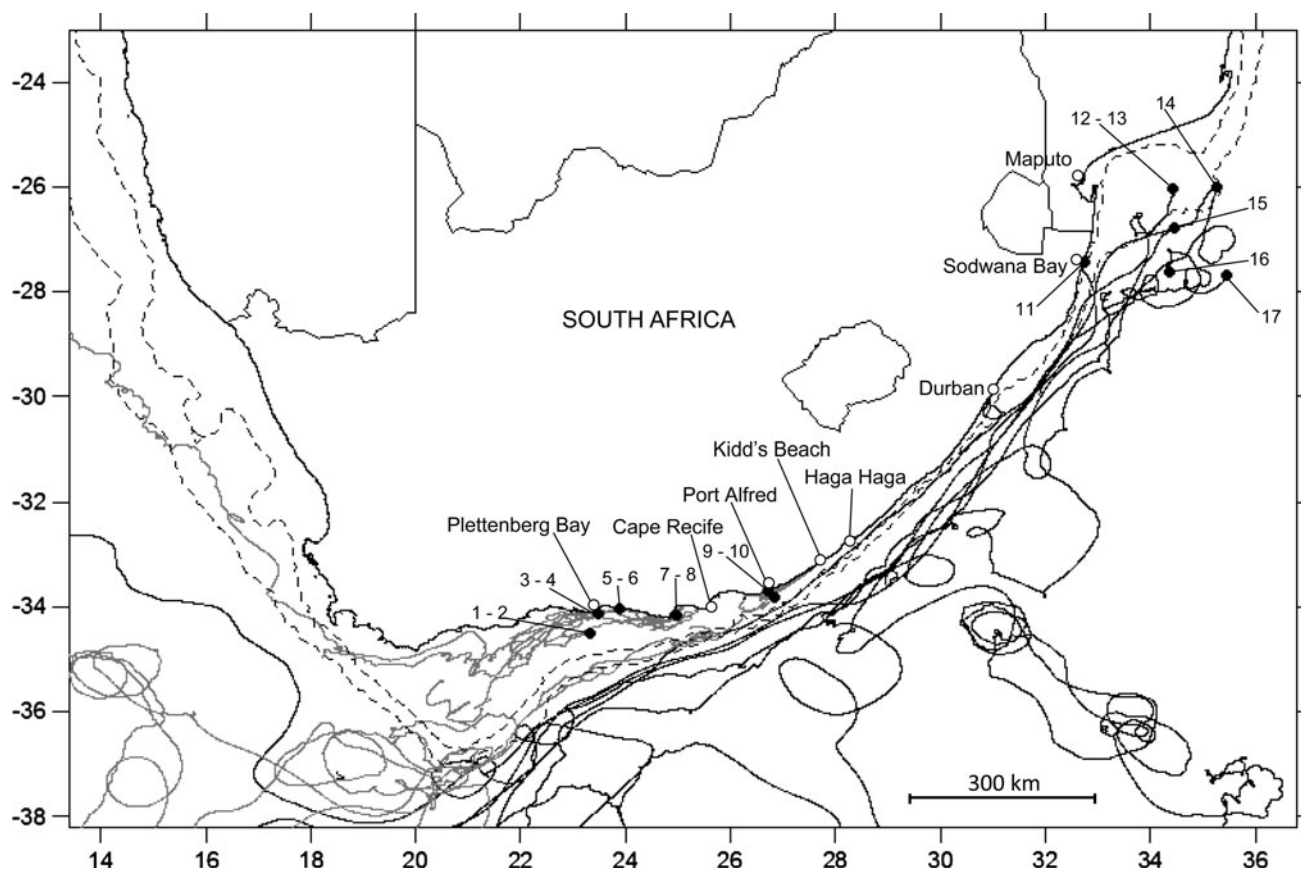 -24
-26
-28
-30
-32
-34
-36
-38
14
12 - 13
Maputo
15
Sodwana Bay
16
11
17
SOUTH AFRICA
Durban
Kidd's Beach
Haga Haga
Port Alfred
Plettenberg Bay
Cape Recife
9 - 10
3 - 4
5 - 6
7 - 8
1 - 2
300 km
14
16
18
20
22
24
26
28
30
32
34
36